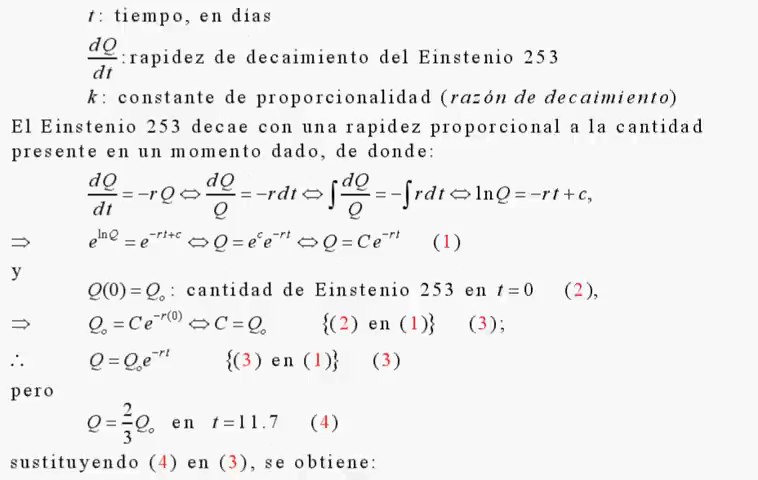 t: tiempo, en días
dQ/dt:rapidez de decaimiento del Einstenio 253
k: constante de proporcionalidad (razón de decaimiento)
El Einstenio 253 decae con una rapidez proporcional a la cantidad
presente en un momento dado, de donde:
dQ/dt = −rQ ⇔ dQ/Q = −rdt ⇔ ∫dQ/Q = −∫rdt ⇔ lnQ = −rt + c,
⇒ e^{lnQ} = e^{−rt+c} ⇔ Q = e^c e^{−rt} ⇔ Q = Ce^{−rt} (1)
y
Q(0) = Q₀: cantidad de Einstenio 253 en t = 0 (2),
⇒ Q₀ = Ce^{−r(0)} ⇔ C = Q₀ {(2) en (1)} (3);
∴ Q = Q₀e^{−rt} {(3) en (1)} (3)
pero
Q = 2/3 Q₀ en t = 11.7 (4)
sustituyendo (4) en (3), se obtiene: